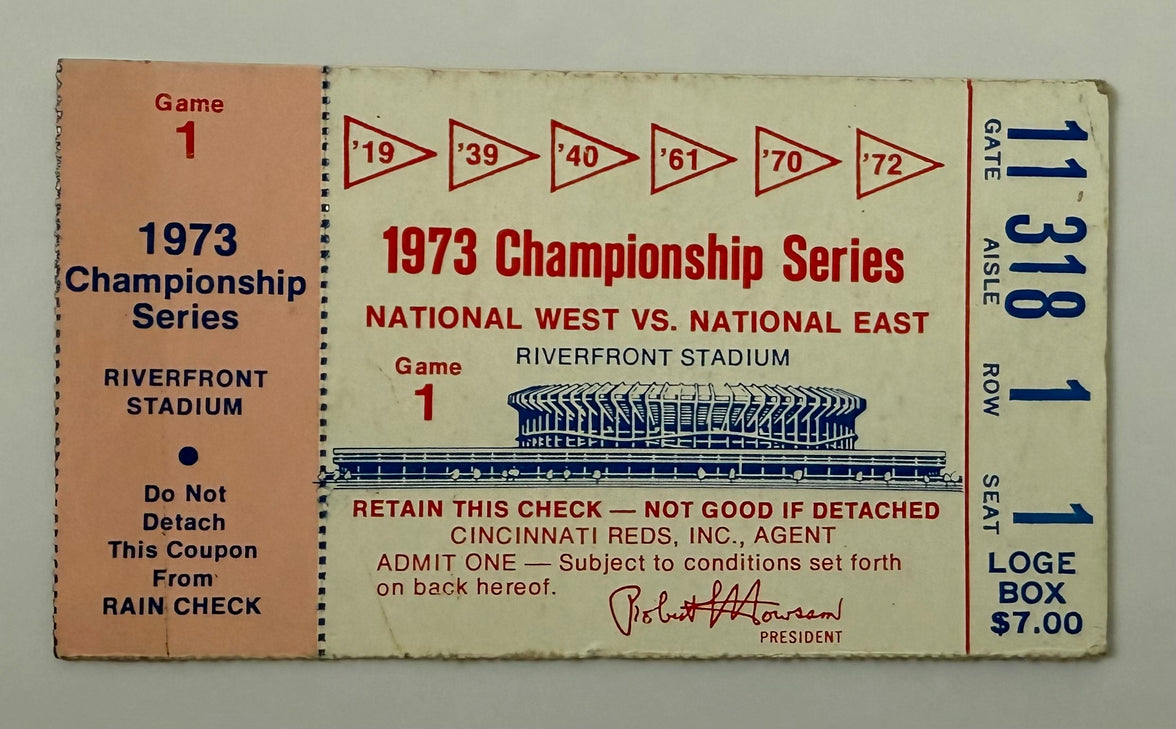 Game
1
1973
Championship
Series
RIVERFRONT
STADIUM
Do Not
Detach
This Coupon
From
RAIN CHECK
'19 '39 '40 '61 '70 '72
1973 Championship Series
NATIONAL WEST VS. NATIONAL EAST
RIVERFRONT STADIUM
Game
1
RETAIN THIS CHECK — NOT GOOD IF DETACHED
CINCINNATI REDS, INC., AGENT
ADMIT ONE — Subject to conditions set forth
on back hereof.
Robert L Howsam
PRESIDENT
GATE 11
AISLE 318
ROW 1
SEAT 1
LOGE
BOX
$7.00